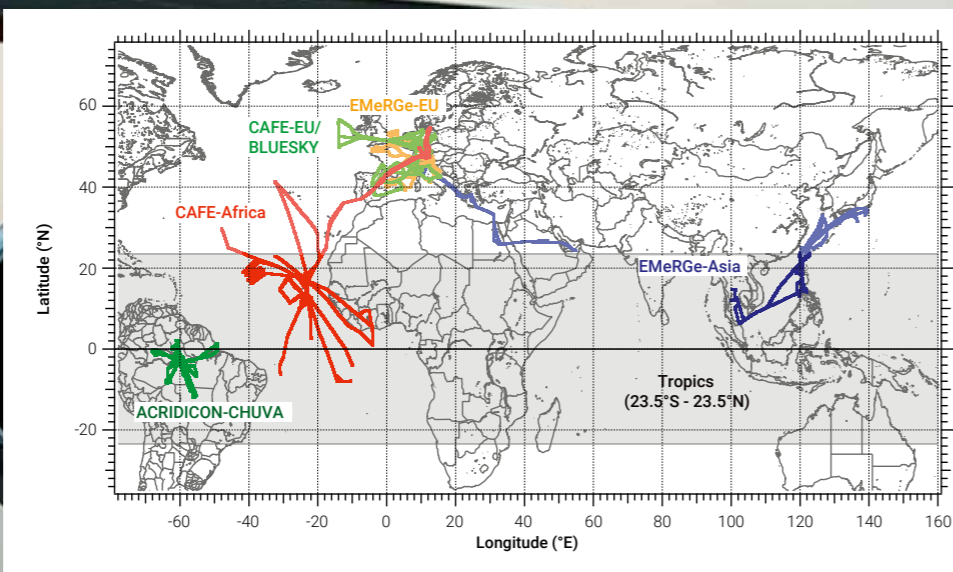 EMeRGe-EU
CAFE-EU/
BLUESKY
CAFE-Africa
EMeRGe-Asia
Tropics
(23.5°S - 23.5°N)
ACRIDICON-CHUVA
Latitude (°N)
60
40
20
0
-20
-60
-40
-20
0
20
40
60
80
100
120
140
160
Longitude (°E)